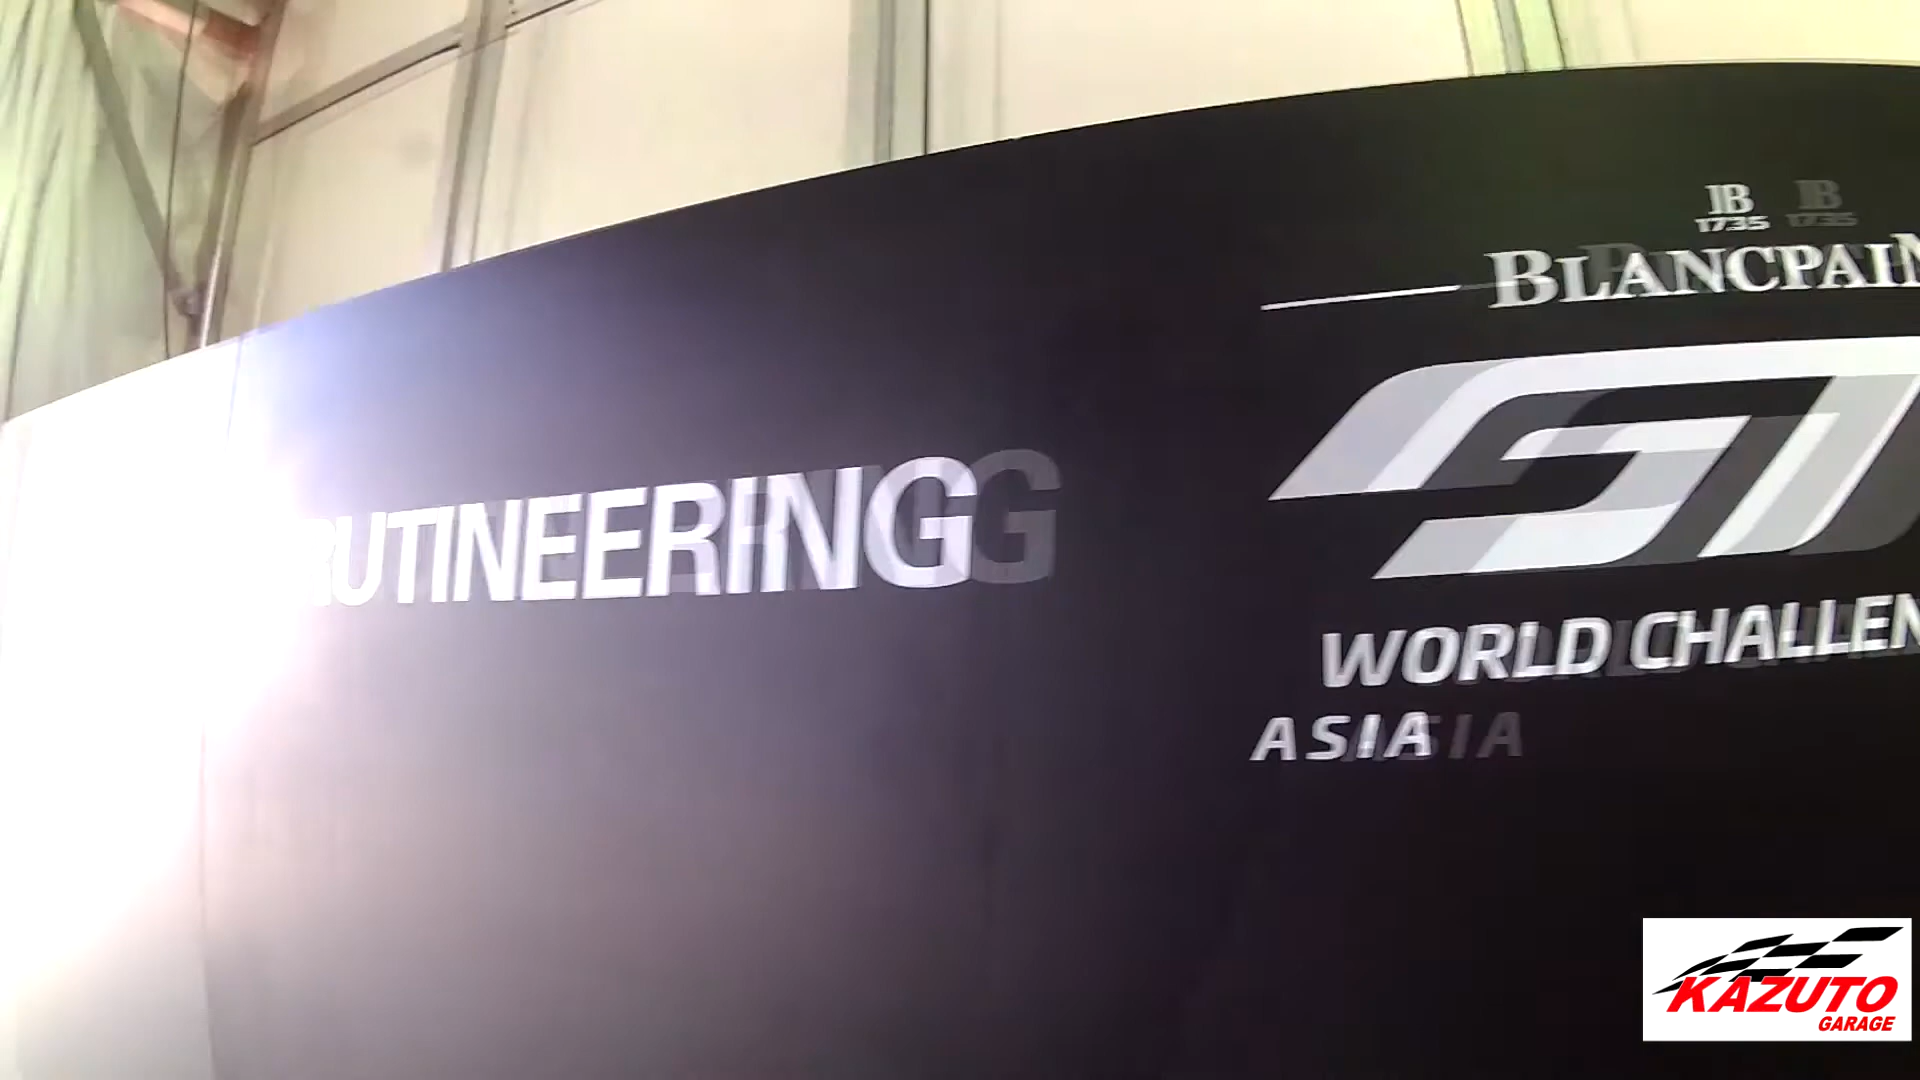 JB
1735
BLANCPAIN
GT
RUTINEERING
WORLD CHALLEN
ASIA
KAZUTO
GARAGE